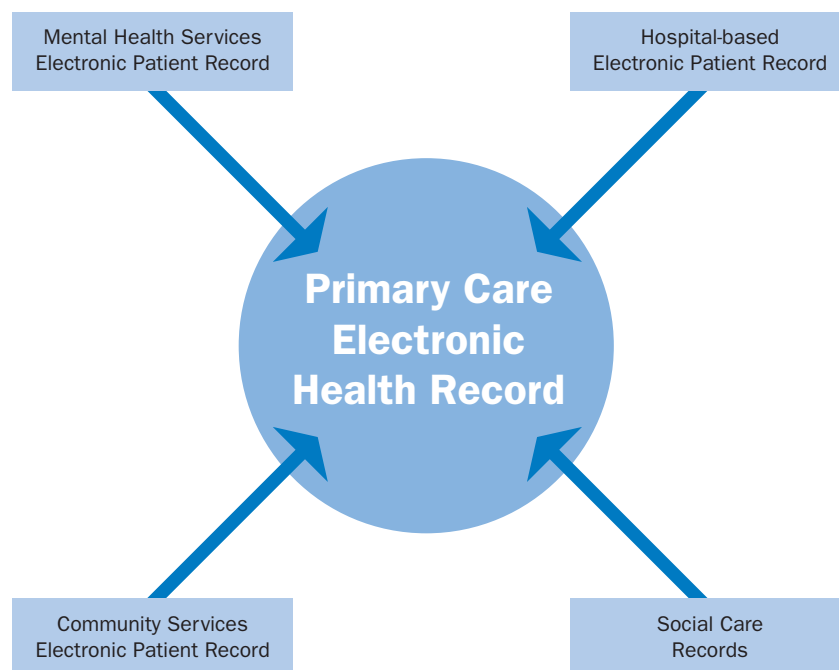 Mental Health Services
Electronic Patient Record
Hospital-based
Electronic Patient Record
Primary Care
Electronic
Health Record
Community Services
Electronic Patient Record
Social Care
Records